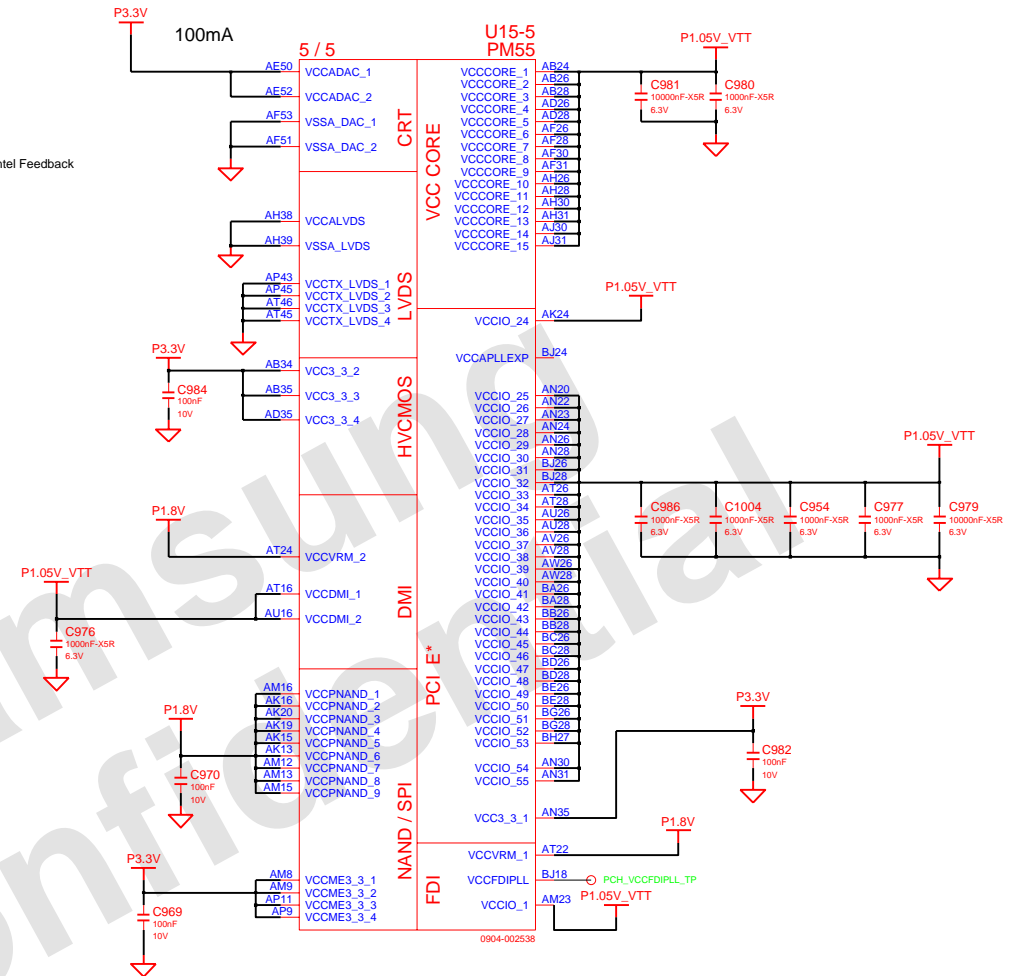 P3.3V
100mA
U15-5
PM55
5 / 5
P1.05V_VTT
AE50 VCCADAC_1
AE52 VCCADAC_2
AF53 VSSA_DAC_1
AF51 VSSA_DAC_2
CRT
ntel Feedback
AH38 VCCALVDS
AH39 VSSA_LVDS
AP43 VCCTX_LVDS_1
AP45 VCCTX_LVDS_2
AT46 VCCTX_LVDS_3
AT45 VCCTX_LVDS_4
LVDS
P3.3V
AB34 VCC3_3_2
AB35 VCC3_3_3
AD35 VCC3_3_4
C984
100nF
10V
HVCMOS
P1.8V
AT24 VCCVRM_2
P1.05V_VTT
AT16 VCCDMI_1
AU16 VCCDMI_2
C976
1000nF-X5R
6.3V
DMI
P1.8V
AM16 VCCPNAND_1
AK16 VCCPNAND_2
AK20 VCCPNAND_3
AK19 VCCPNAND_4
AK15 VCCPNAND_5
AK13 VCCPNAND_6
AM12 VCCPNAND_7
AM13 VCCPNAND_8
AM15 VCCPNAND_9
C970
100nF
10V
NAND / SPI
P3.3V
AM8 VCCME3_3_1
AM9 VCCME3_3_2
AP11 VCCME3_3_3
AP9 VCCME3_3_4
C969
100nF
10V
VCC CORE
VCCCORE_1 AB24
VCCCORE_2 AB26
VCCCORE_3 AB28
VCCCORE_4 AD26
VCCCORE_5 AD28
VCCCORE_6 AF26
VCCCORE_7 AF28
VCCCORE_8 AF30
VCCCORE_9 AF31
VCCCORE_10 AH26
VCCCORE_11 AH28
VCCCORE_12 AH30
VCCCORE_13 AH31
VCCCORE_14 AJ30
VCCCORE_15 AJ31
C981
10000nF-X5R
6.3V
C980
1000nF-X5R
6.3V
P1.05V_VTT
VCCIO_24 AK24
VCCAPLLEXP BJ24
PCI E*
VCCIO_25 AN20
VCCIO_26 AN22
VCCIO_27 AN23
VCCIO_28 AN24
VCCIO_29 AN26
VCCIO_30 AN28
VCCIO_31 BJ26
VCCIO_32 BJ28
VCCIO_33 AT26
VCCIO_34 AT28
VCCIO_35 AU26
VCCIO_36 AU28
VCCIO_37 AV26
VCCIO_38 AV28
VCCIO_39 AW26
VCCIO_40 AW28
VCCIO_41 BA26
VCCIO_42 BA28
VCCIO_43 BB26
VCCIO_44 BB28
VCCIO_45 BC26
VCCIO_46 BC28
VCCIO_47 BD26
VCCIO_48 BD28
VCCIO_49 BE26
VCCIO_50 BE28
VCCIO_51 BG26
VCCIO_52 BG28
VCCIO_53 BH27
VCCIO_54 AN30
VCCIO_55 AN31
P1.05V_VTT
C986
1000nF-X5R
6.3V
C1004
1000nF-X5R
6.3V
C954
1000nF-X5R
6.3V
C977
1000nF-X5R
6.3V
C979
10000nF-X5R
6.3V
P3.3V
C982
100nF
10V
VCC3_3_1 AN35
FDI
P1.8V
VCCVRM_1 AT22
VCCFDIPLL BJ18
PCH_VCCFDIPLL_TP
P1.05V_VTT
VCCIO_1 AM23
0904-002538
amsung
onfidential